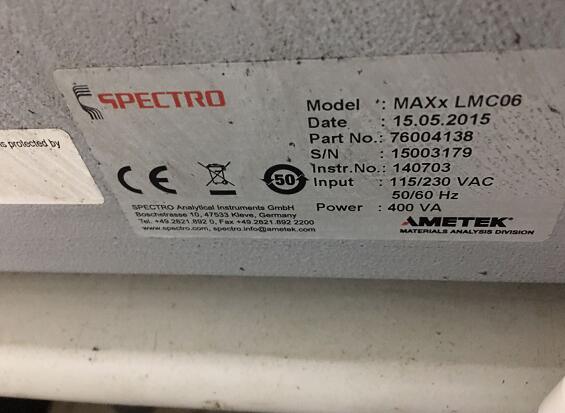 SPECTRO
Model : MAXx LMC06
Date : 15.05.2015
Part No.: 76004138
S/N : 15003179
Instr.No.: 140703
Input : 115/230 VAC
50/60 Hz
Power : 400 VA
is protected by
CE
50
SPECTRO Analytical Instruments GmbH
Boschstrasse 10, 47533 Kleve, Germany
Tel. +49.2821.892 0, Fax +49.2821.892 2200
www.spectro.com, spectro.info@ametek.com
AMETEK®
MATERIALS ANALYSIS DIVISION